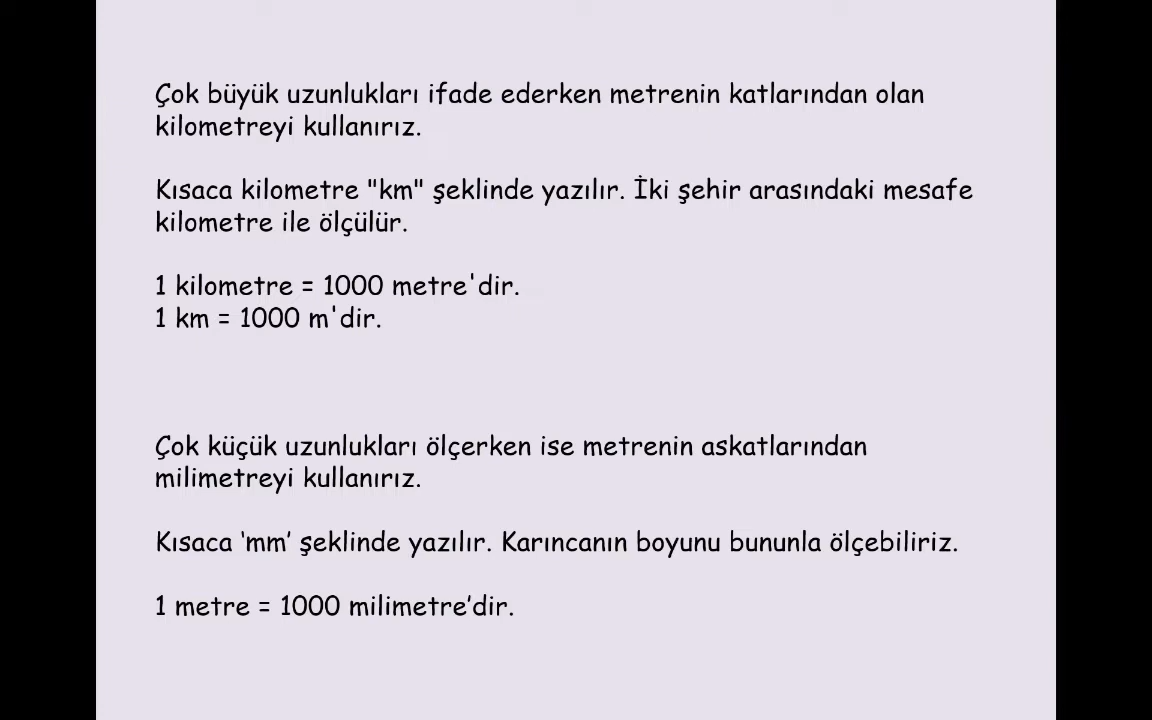 Çok büyük uzunlukları ifade ederken metrenin katlarından olan
kilometreyi kullanırız.
Kısaca kilometre "km" şeklinde yazılır. İki şehir arasındaki mesafe
kilometre ile ölçülür.
1 kilometre = 1000 metre'dir.
1 km = 1000 m'dir.
Çok küçük uzunlukları ölçerken ise metrenin askatlarından
milimetreyi kullanırız.
Kısaca ‘mm’ şeklinde yazılır. Karıncanın boyunu bununla ölçebiliriz.
1 metre = 1000 milimetre’dir.